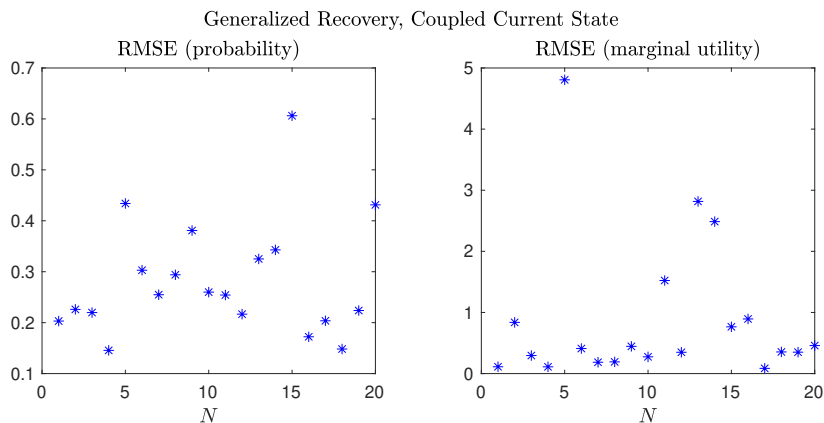 Generalized Recovery, Coupled Current State
RMSE (probability)
0.7
0.6
0.5
0.4
0.3
0.2
0.1
0 5 10 15 20
N
RMSE (marginal utility)
5
4
3
2
1
0
0 5 10 15 20
N